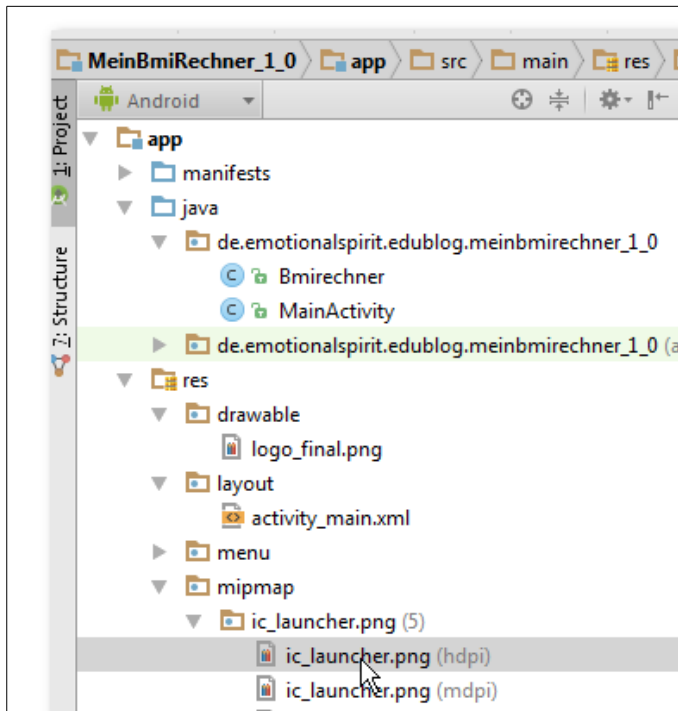 MeinBmiRechner_1_0 app src main res
1: Project
Android
app
manifests
java
de.emotionalspirit.edublog.meinbmirechner_1_0
Bmirechner
MainActivity
7: Structure
de.emotionalspirit.edublog.meinbmirechner_1_0 (a
res
drawable
logo_final.png
layout
activity_main.xml
menu
mipmap
ic_launcher.png (5)
ic_launcher.png (hdpi)
ic_launcher.png (mdpi)